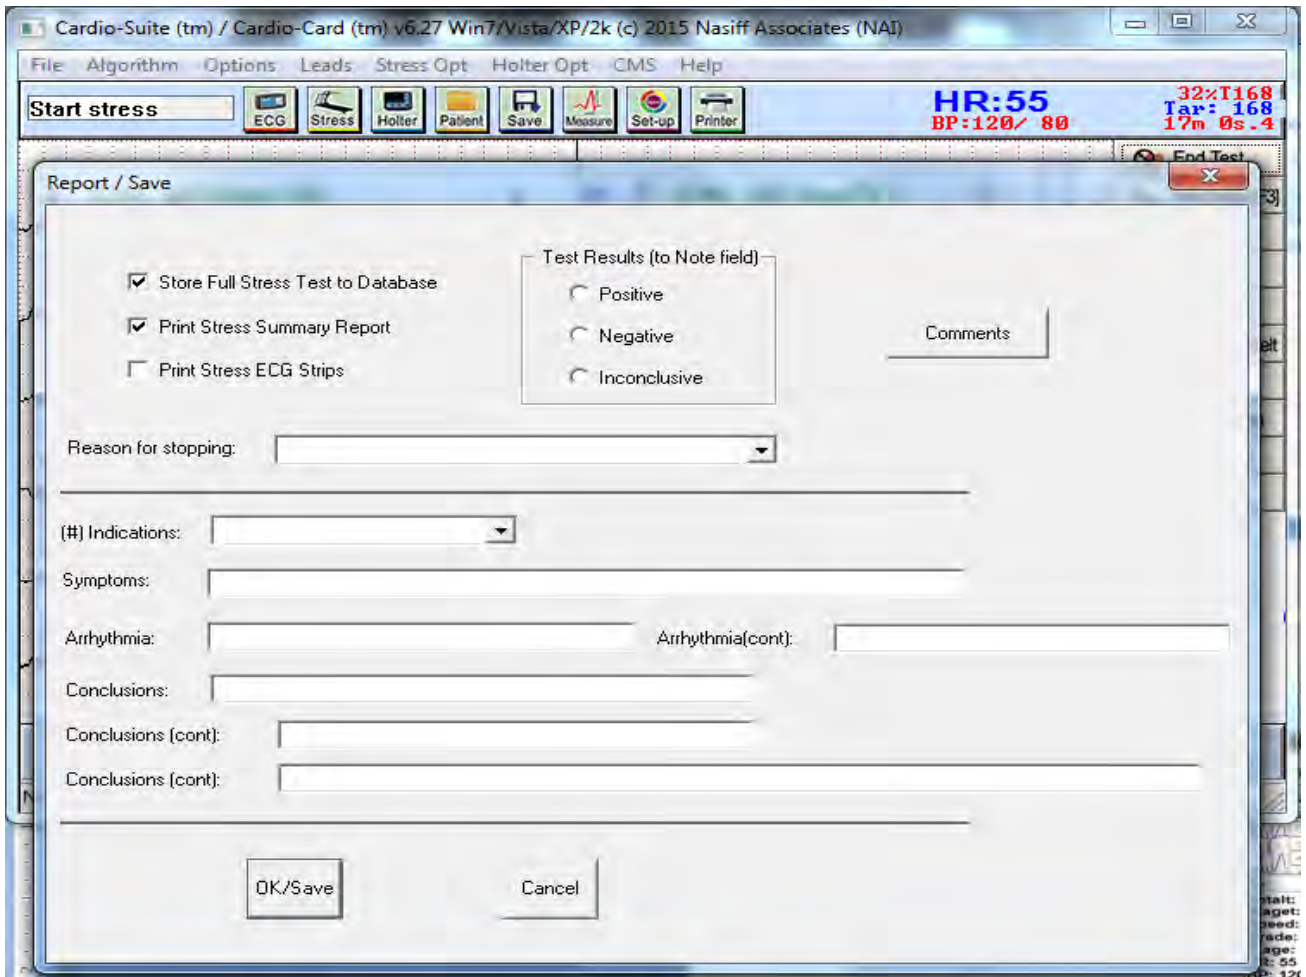 Cardio-Suite (tm) / Cardio-Card (tm) v6.27 Win7/Vista/XP/2k (c) 2015 Nasiff Associates (NAI)
File Algorithm Options Leads Stress Opt Holter Opt CMS Help
Start stress
ECG Stress Holter Patient Save Measure Set-up Printer
HR:55
BP:120/ 80
32%T168
Tar: 168
17m 0s.4
End Test
F3]
Report / Save
Store Full Stress Test to Database
Print Stress Summary Report
Print Stress ECG Strips
Test Results (to Note field)
Positive
Negative
Inconclusive
Comments
Reason for stopping:
(#) Indications:
Symptoms:
Arrhythmia:
Arrhythmia(cont):
Conclusions:
Conclusions (cont):
Conclusions (cont):
OK/Save
Cancel